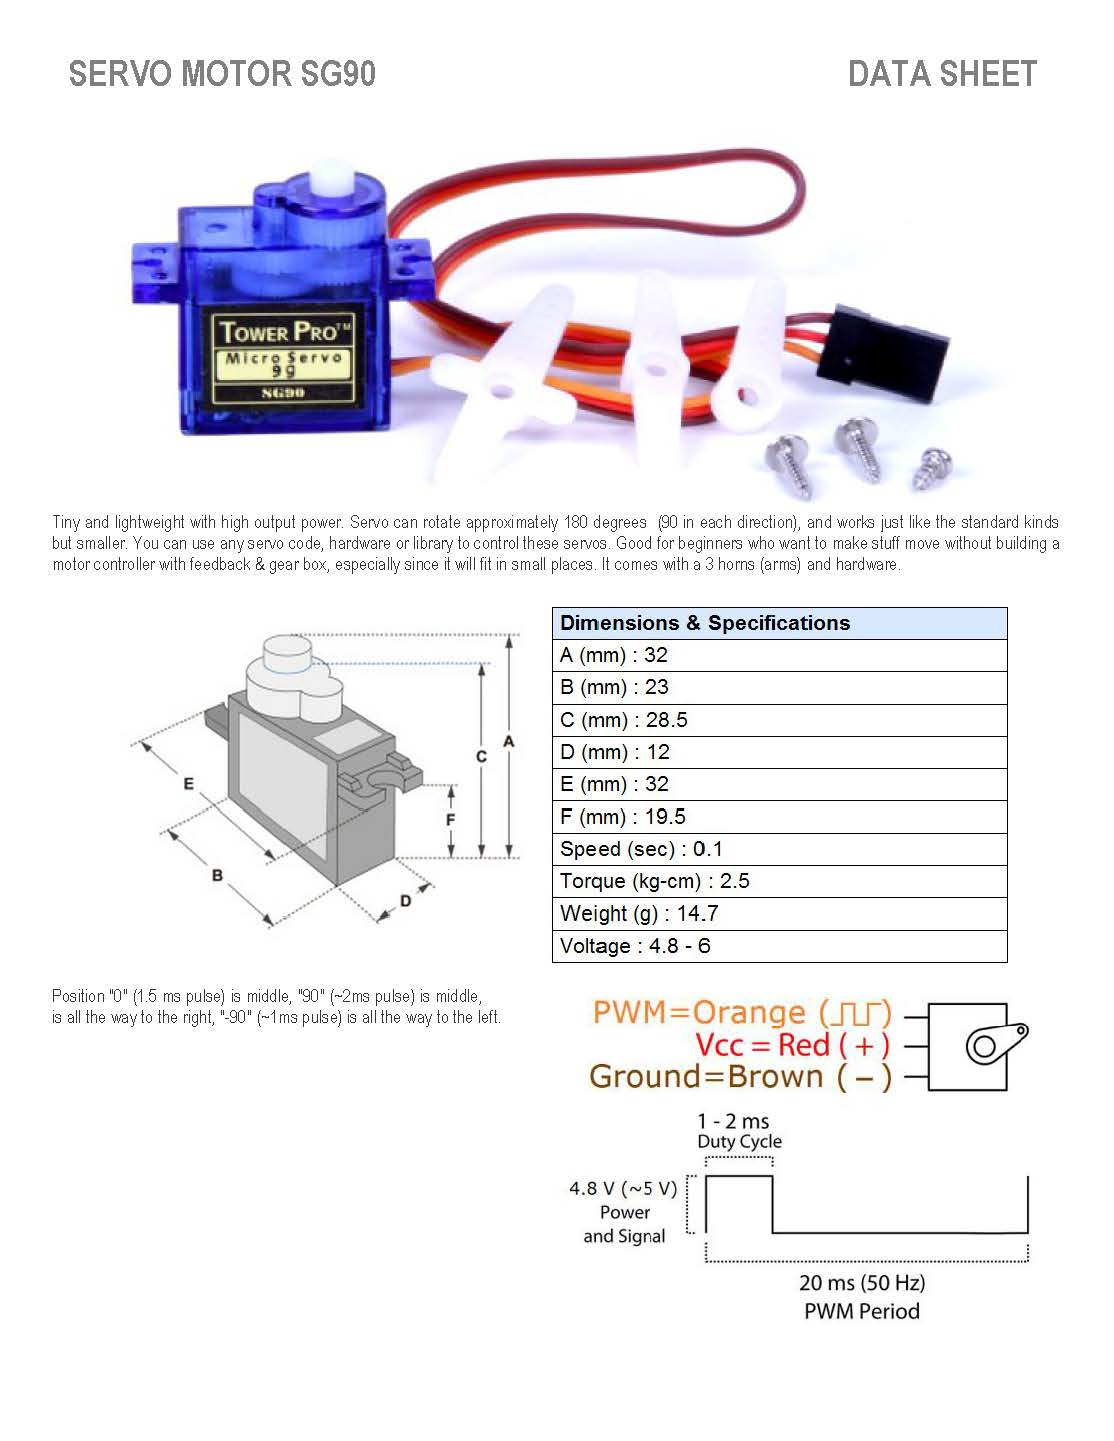 SERVO MOTOR SG90
DATA SHEET
TOWER PRO™
Micro Servo
9g
SG90
Tiny and lightweight with high output power. Servo can rotate approximately 180 degrees (90 in each direction), and works just like the standard kinds
but smaller. You can use any servo code, hardware or library to control these servos. Good for beginners who want to make stuff move without building a
motor controller with feedback & gear box, especially since it will fit in small places. It comes with a 3 horns (arms) and hardware.
A
C
E
F
B
D
Dimensions & Specifications
A (mm) : 32
B (mm) : 23
C (mm) : 28.5
D (mm) : 12
E (mm) : 32
F (mm) : 19.5
Speed (sec) : 0.1
Torque (kg-cm) : 2.5
Weight (g) : 14.7
Voltage : 4.8 - 6
Position "0" (1.5 ms pulse) is middle, "90" (~2ms pulse) is middle,
is all the way to the right, "-90" (~1ms pulse) is all the way to the left.
PWM=Orange (⎍⎍)
Vcc = Red ( + )
Ground=Brown ( − )
1 - 2 ms
Duty Cycle
4.8 V (~5 V)
Power
and Signal
20 ms (50 Hz)
PWM Period